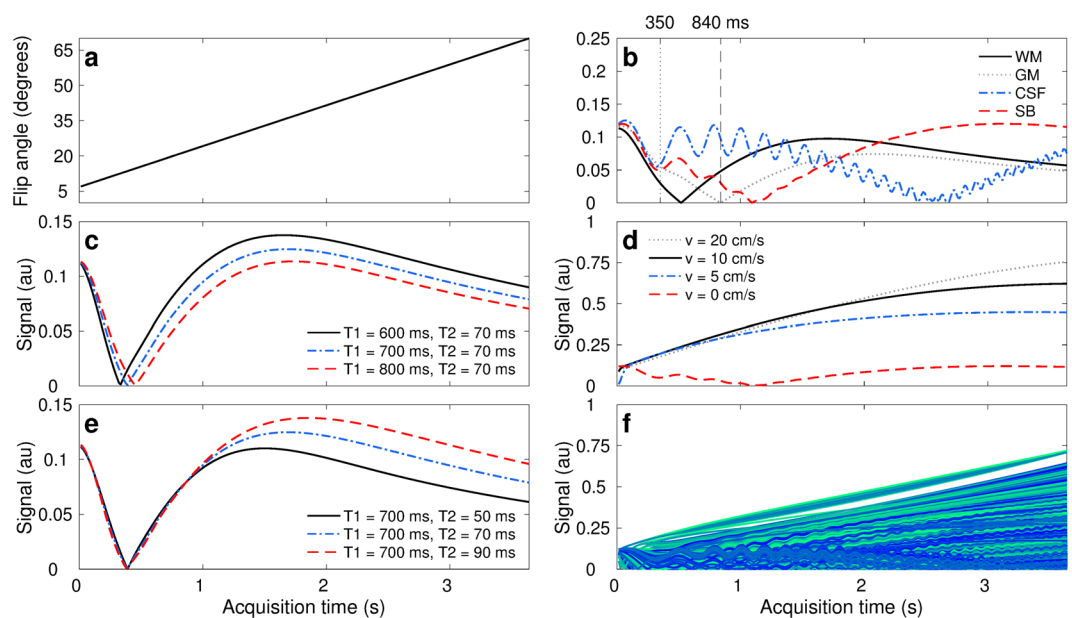 350 840 ms
a
Flip angle (degrees)
65
50
35
20
5
0 1 2 3
b
0.25
0.2
0.15
0.1
0.05
0
WM
GM
CSF
SB
c
Signal (au)
0.15
0.1
0.05
0
T1 = 600 ms, T2 = 70 ms
T1 = 700 ms, T2 = 70 ms
T1 = 800 ms, T2 = 70 ms
d
Signal (au)
1
0.75
0.5
0.25
0
v = 20 cm/s
v = 10 cm/s
v = 5 cm/s
v = 0 cm/s
e
Signal (au)
0.15
0.1
0.05
0
T1 = 700 ms, T2 = 50 ms
T1 = 700 ms, T2 = 70 ms
T1 = 700 ms, T2 = 90 ms
0 1 2 3
Acquisition time (s)
f
Signal (au)
1
0.75
0.5
0.25
0
0 1 2 3
Acquisition time (s)